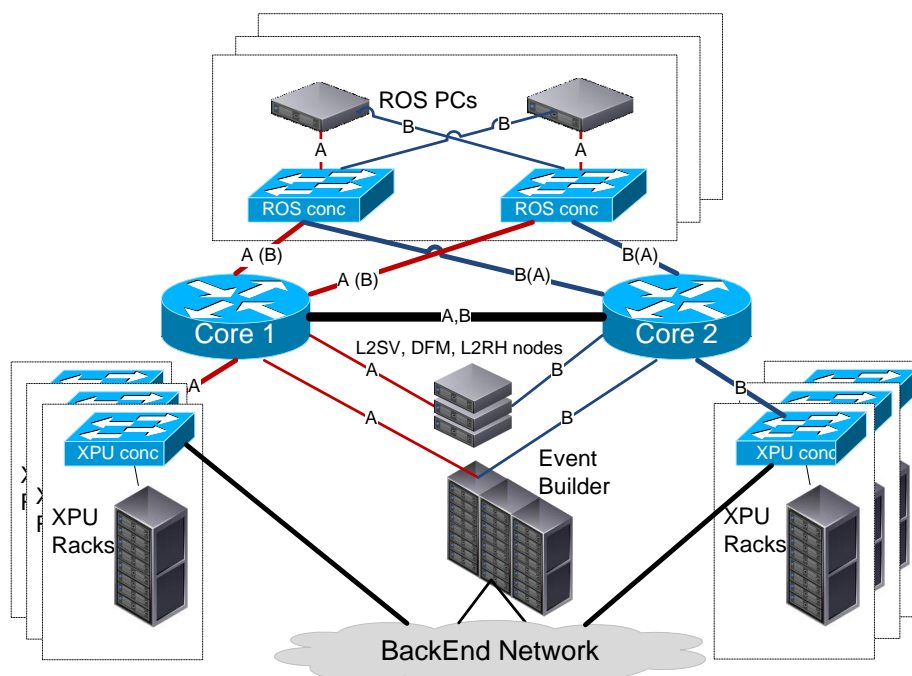 ROS PCs
B
B
A
A
ROS conc
ROS conc
A (B)
A (B)
B(A)
B(A)
Core 1
A,B
Core 2
L2SV, DFM, L2RH nodes
A
A
B
B
A
B
XPU conc
XPU conc
Event
Builder
XPU
Racks
XPU
Racks
BackEnd Network